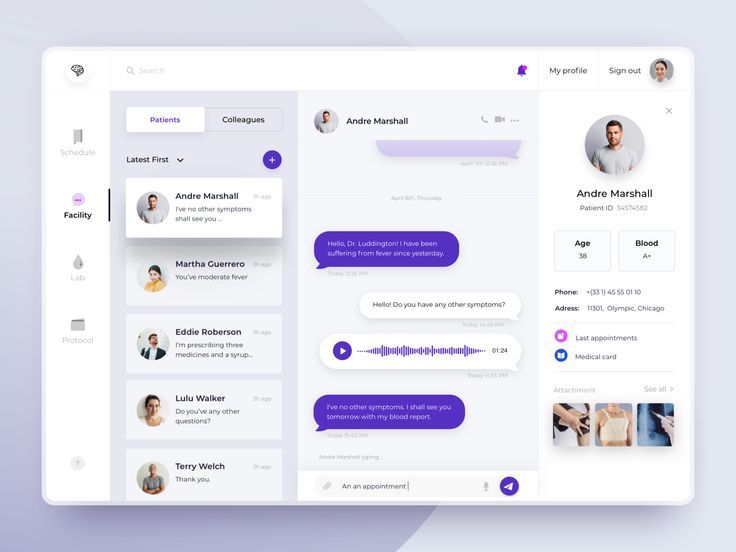 Search
My profile
Sign out
Schedule
Facility
Lab
Protocol
?
Patients
Colleagues
Latest First
+
Andre Marshall
3h ago
I've no other symptoms
shall see you ...
Martha Guerrero
3h ago
You've moderate fever
Eddie Roberson
3h ago
I'm prescribing three
medicines and a syrup...
Lulu Walker
3h ago
Do you've any other
questions?
Terry Welch
3h ago
Thank you.
Andre Marshall
April 7th 12:26 PM
April 8th, Thursday
Hello, Dr. Luddington! I have been
suffering from fever since yesterday.
Today 13:26 PM
Hello! Do you have any other symptoms?
Today 14:48 PM
01:24
Today 14:55 PM
I've no other symptoms. I shall see you
tomorrow with my blood report.
Today 15:40 PM
Andre Marshall typing ...
An an appointment
Andre Marshall
Patient ID 34574582
Age
38
Blood
A+
Phone: +(33 1) 45 55 01 10
Adress: 11301, Olympic, Chicago
Last appointments
Medical card
Attachment
See all